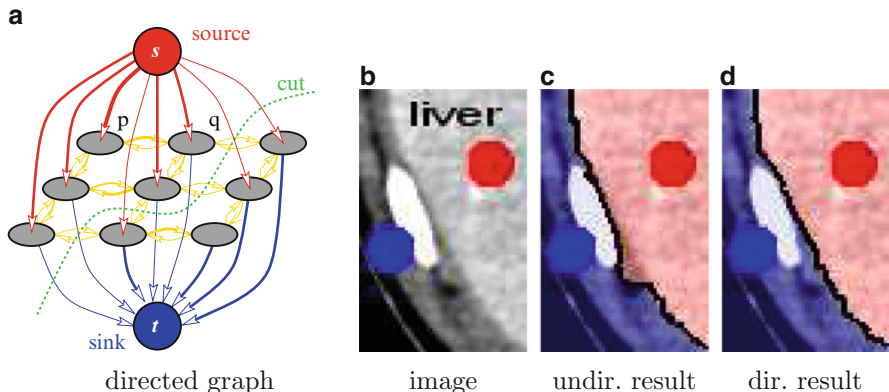 a
s
source
cut
p
q
t
sink
directed graph
b
liver
image
c
undir. result
d
dir. result